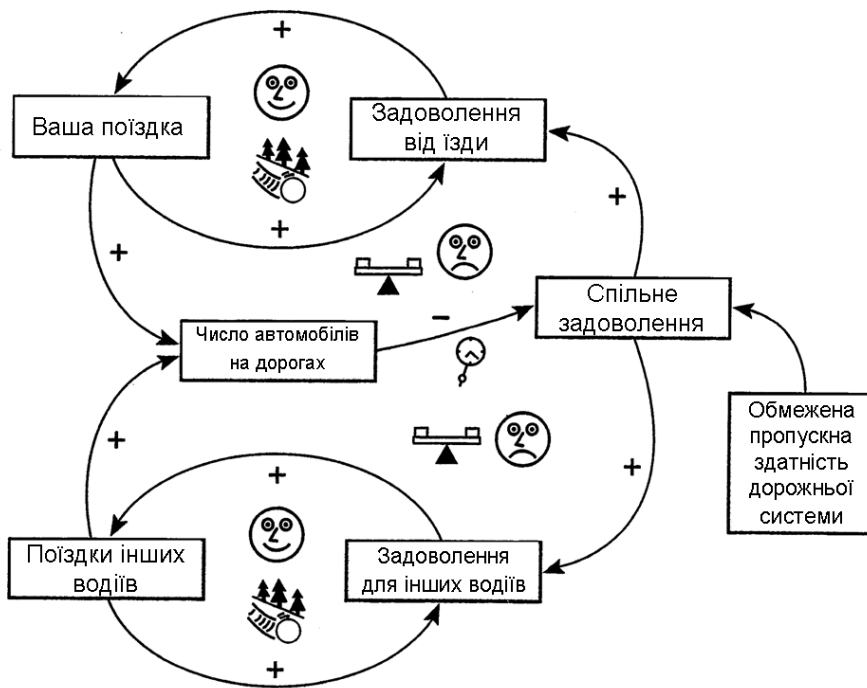 +
Ваша поїздка
Задоволення
від їзди
+
+
+
Число автомобілів
на дорогах
−
Спільне
задоволення
Обмежена
пропускна
здатність
дорожньої
системи
+
+
+
Поїздки інших
водіїв
Задоволення
для інших водіїв
+